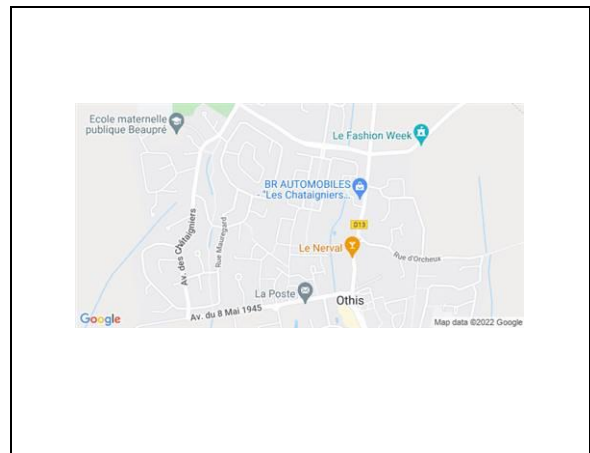 Ecole maternelle
publique Beaupré
Le Fashion Week
BR AUTOMOBILES
- "Les Chataigniers...
D13
Le Nerval
Rue d'Orcheux
Av. des Châtaigniers
Rue Mauregard
La Poste
Othis
Av. du 8 Mai 1945
Google
Map data ©2022 Google